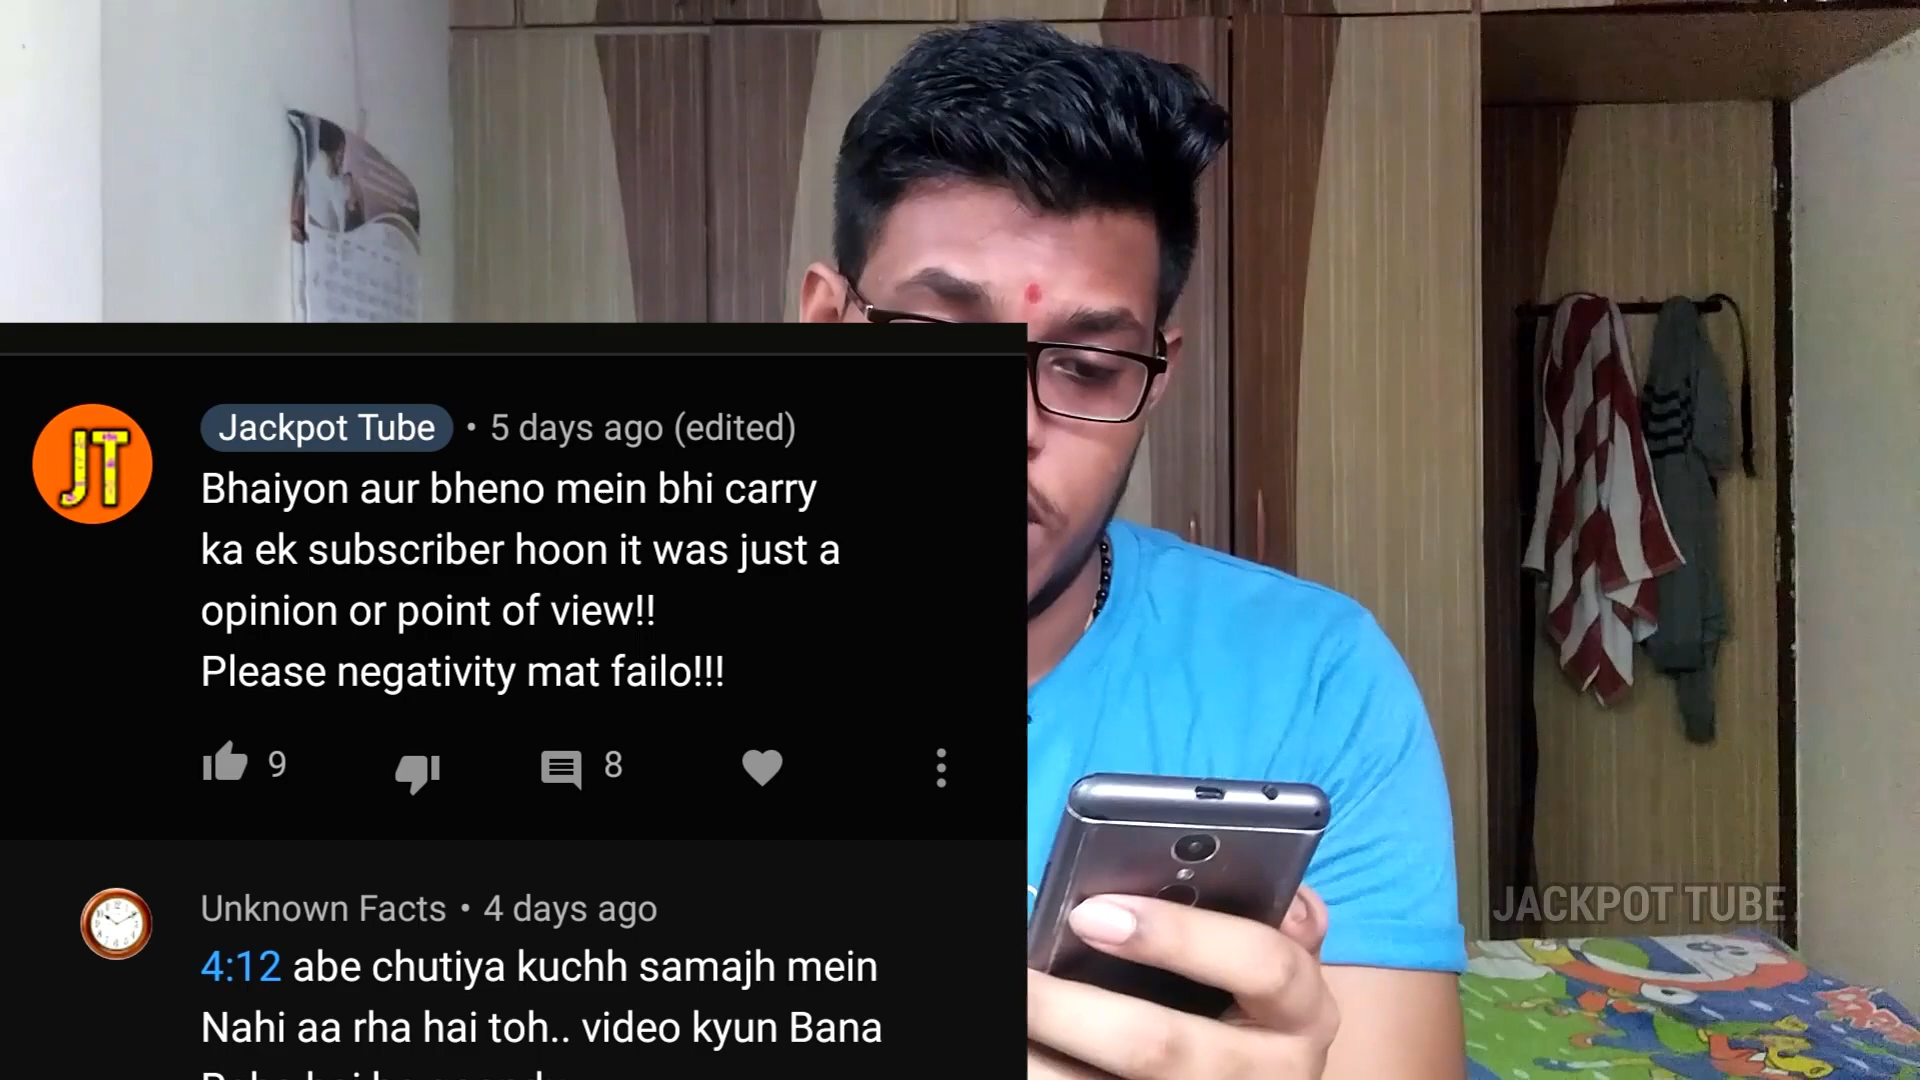 JT
Jackpot Tube • 5 days ago (edited)
Bhaiyon aur bheno mein bhi carry
ka ek subscriber hoon it was just a
opinion or point of view!!
Please negativity mat failo!!!
9
8
Unknown Facts • 4 days ago
4:12 abe chutiya kuchh samajh mein
Nahi aa rha hai toh.. video kyun Bana
JACKPOT TUBE